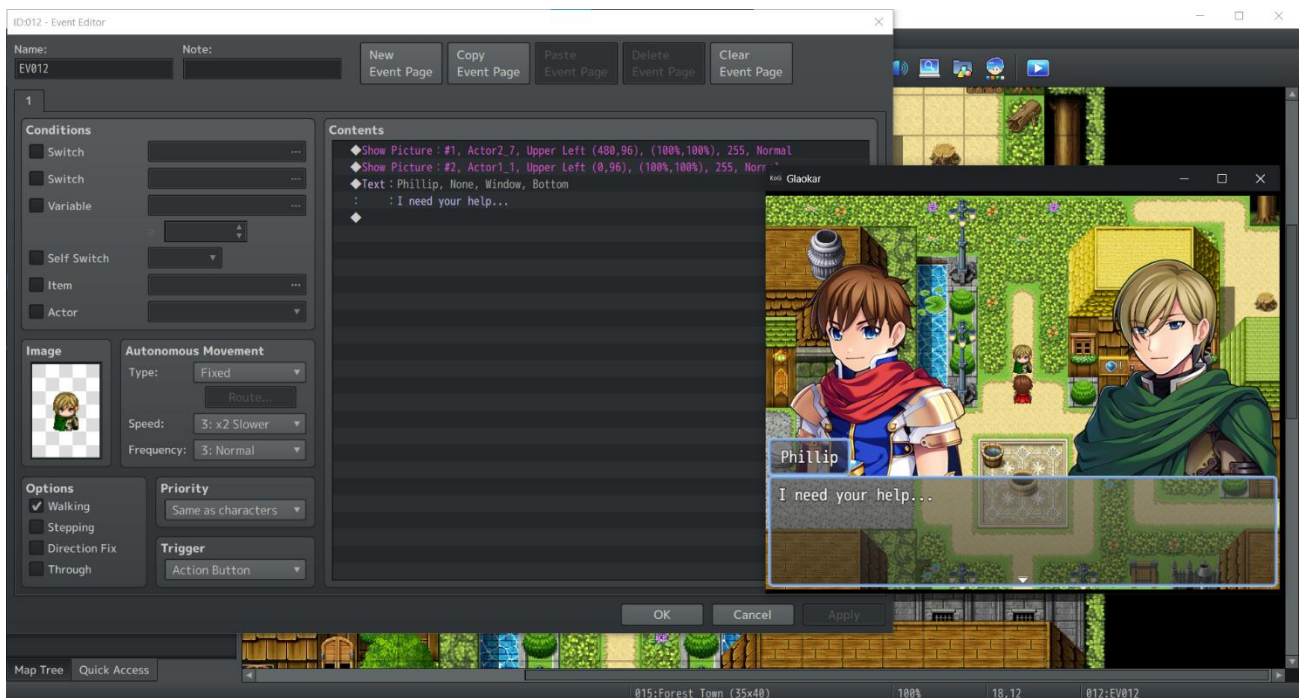 ID:012 - Event Editor
Name:
Note:
EV012
New Event Page
Copy Event Page
Paste Event Page
Delete Event Page
Clear Event Page
1
Conditions
Switch
Switch
Variable
Self Switch
Item
Actor
Image
Autonomous Movement
Type: Fixed
Route...
Speed: 3: x2 Slower
Frequency: 3: Normal
Options
Walking
Stepping
Direction Fix
Through
Priority
Same as characters
Trigger
Action Button
Contents
◆Show Picture : #1, Actor2_7, Upper Left (480,96), (100%,100%), 255, Normal
◆Show Picture : #2, Actor1_1, Upper Left (0,96), (100%,100%), 255,
◆Text : Phillip, None, Window, Bottom
: : I need your help...
◆
OK
Cancel
Apply
Glaokar
Phillip
I need your help...
Map Tree
Quick Access
015:Forest Town (35x40)
100%
18,12
012:EV012